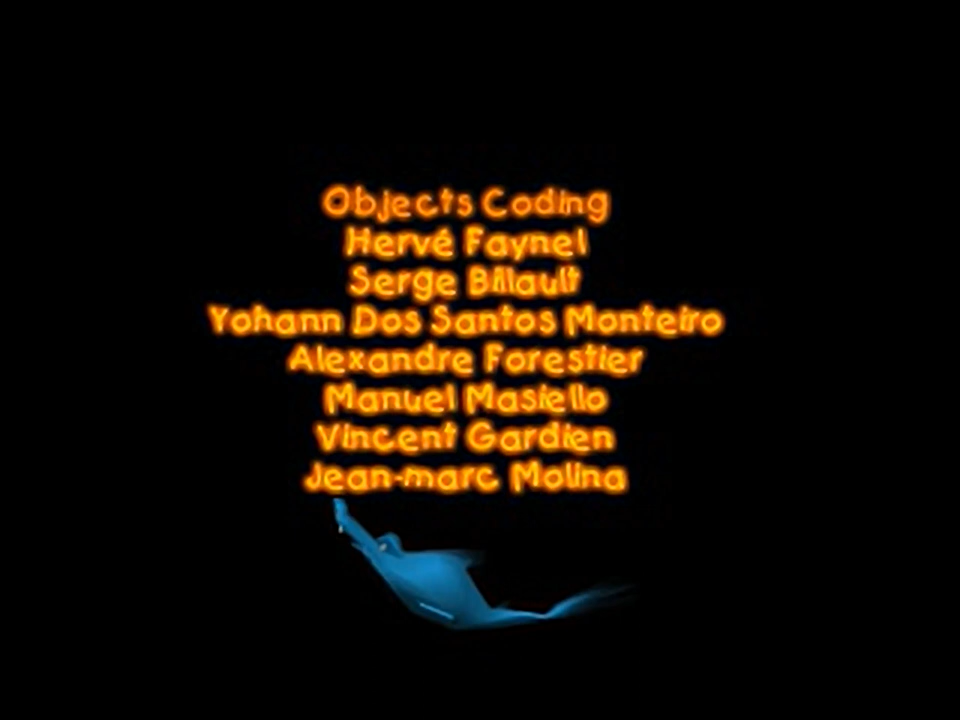 Objects Coding
Hervé Faynel
Serge Billault
Yohann Dos Santos Monteiro
Alexandre Forestier
Manuel Masiello
Vincent Gardien
Jean-marc Molina